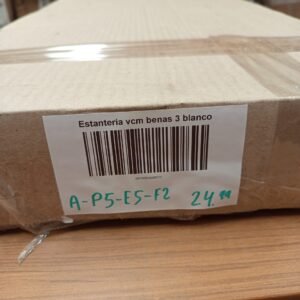 Estanteria vcm benas 3 blanco
A-P5-E5-F2 24.99